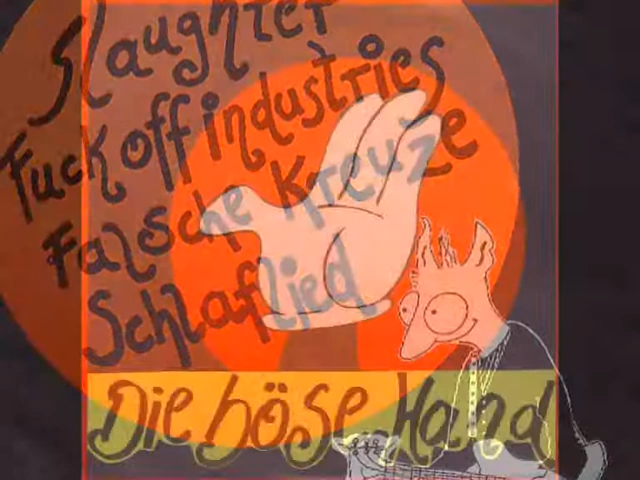 Slaughter
Fuck off industries
Falsche Kreuze
Schlaflied
Die böse Hand